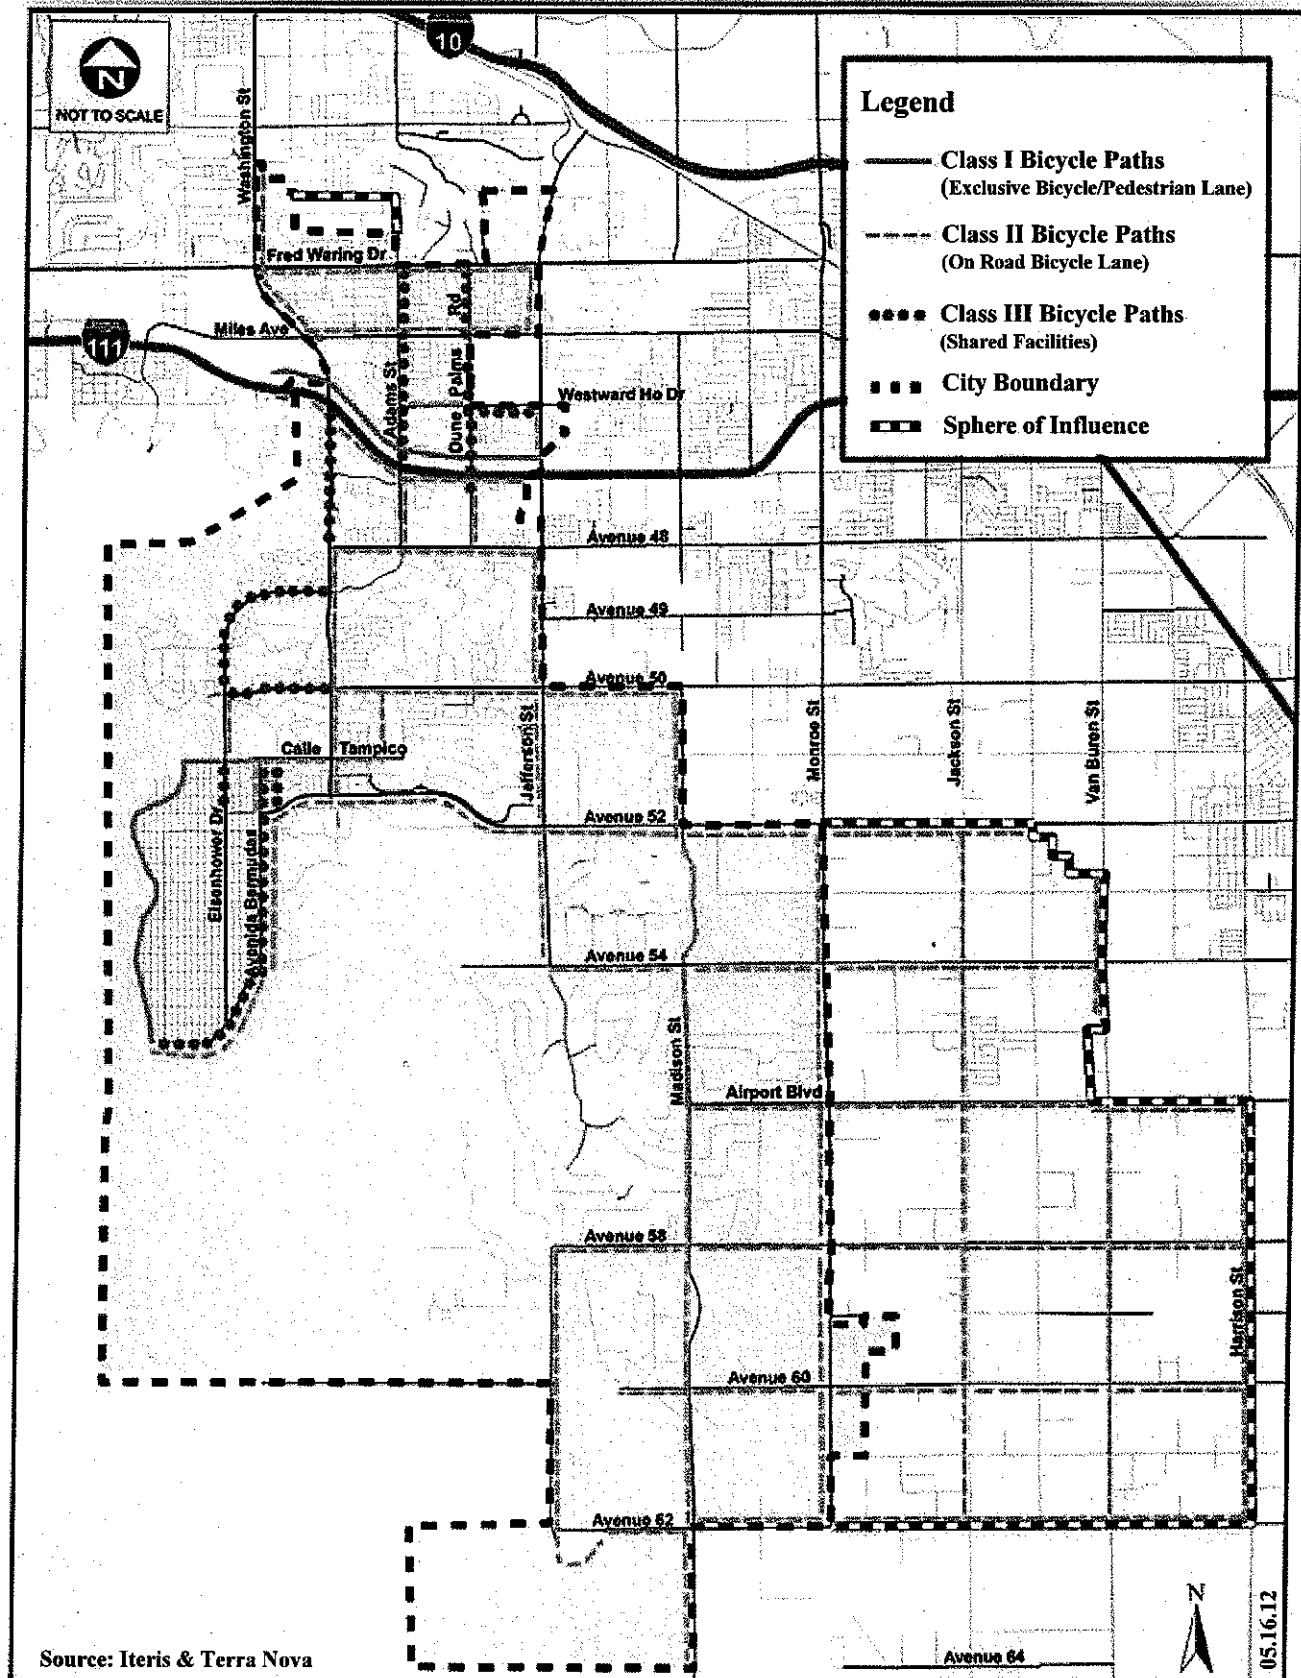 10
N
NOT TO SCALE
Legend
Class I Bicycle Paths
(Exclusive Bicycle/Pedestrian Lane)
Class II Bicycle Paths
(On Road Bicycle Lane)
Class III Bicycle Paths
(Shared Facilities)
City Boundary
Sphere of Influence
Washington St
Fred Waring Dr
Miles Ave
111
Adams St
Dune Palms Rd
Westward Ho Dr
Avenue 48
Avenue 49
Avenue 50
Jefferson St
Monroe St
Jackson St
Van Buren St
Calle Tampico
Avenue 52
Eisenhower Dr
Avenida Bermudas
Avenue 54
Madison St
Airport Blvd
Avenue 58
Harrison St
Avenue 60
Avenue 62
N
Avenue 64
05.16.12
Source: Iteris & Terra Nova